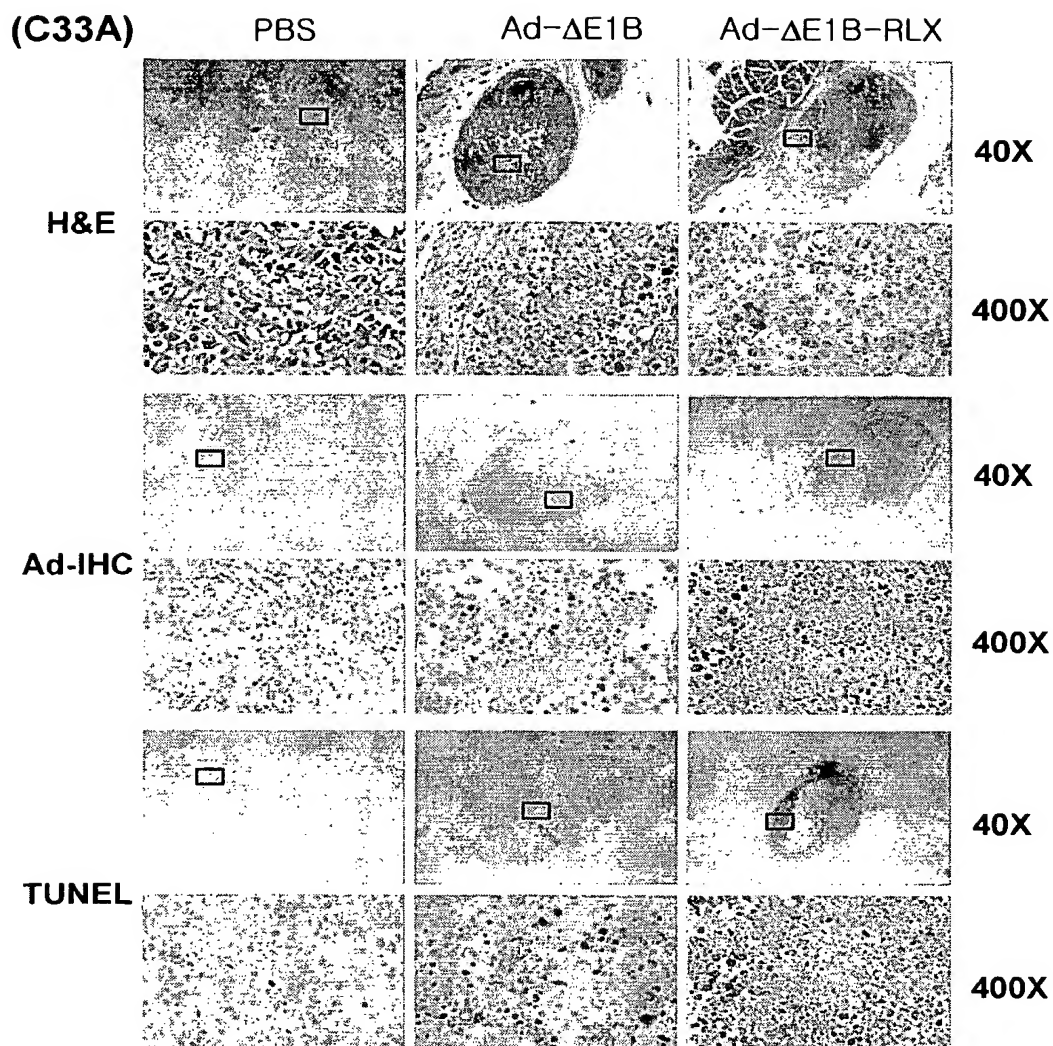 (C33A) PBS Ad-ΔE1B Ad-ΔE1B-RLX
40X
H&E
400X
40X
Ad-IHC
400X
40X
TUNEL
400X